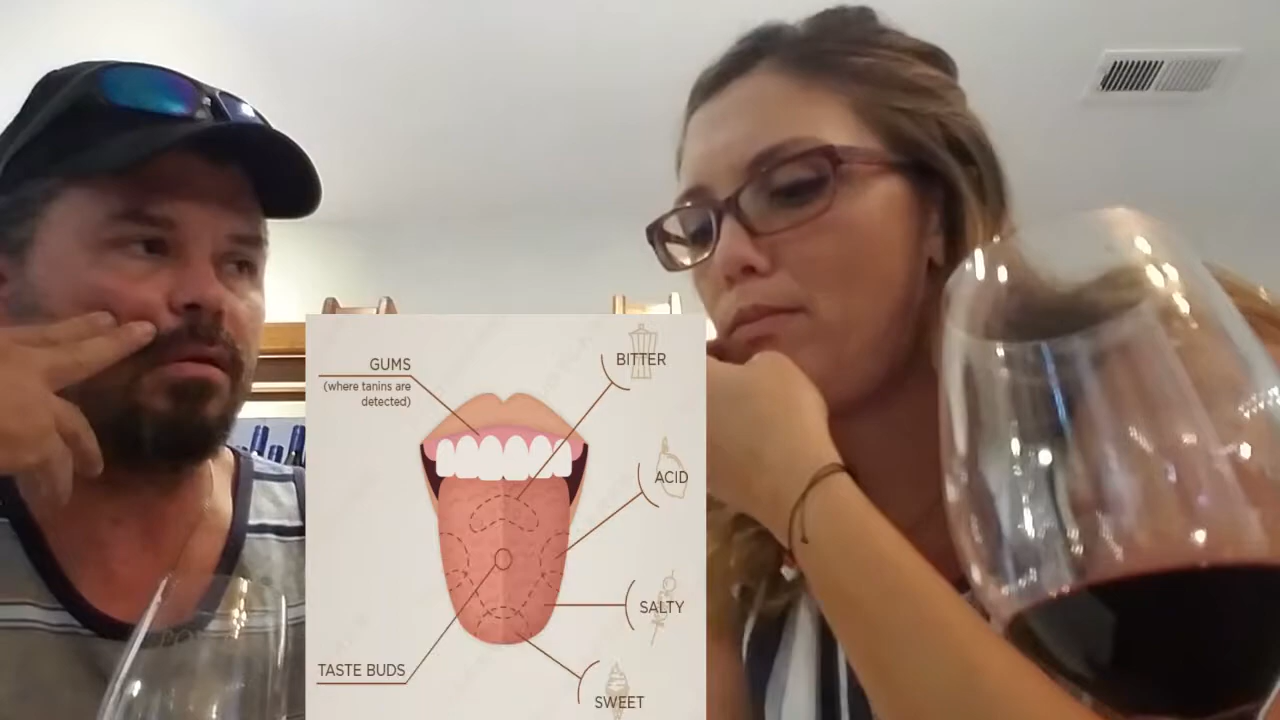 GUMS
(where tanins are
detected)
BITTER
ACID
SALTY
TASTE BUDS
SWEET